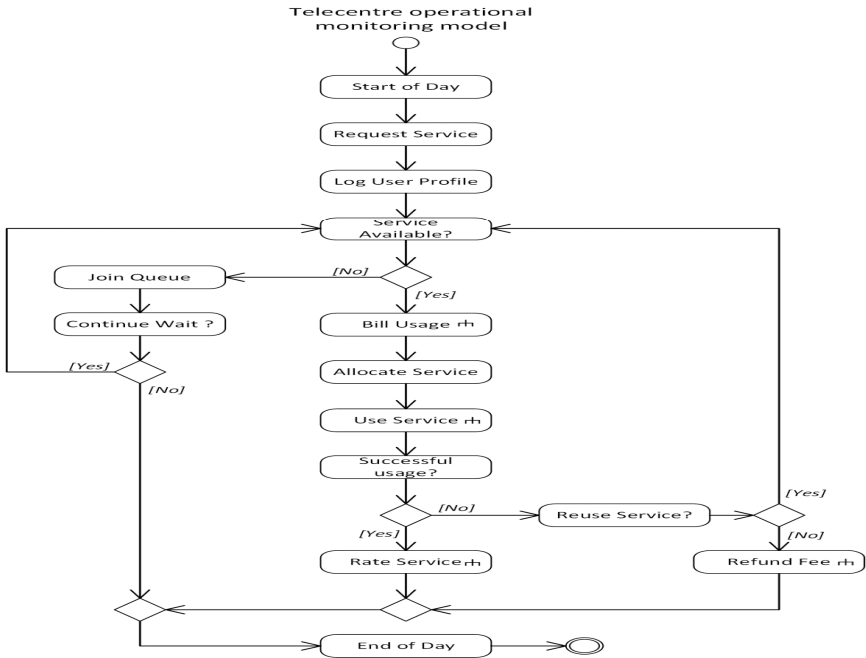 Telecentre operational
monitoring model
Start of Day
Request Service
Log User Profile
Service
Available?
[No]
Join Queue
[Yes]
Continue Wait ?
Bill Usage
[Yes]
[No]
Allocate Service
Use Service
Successful
usage?
[No]
Reuse Service?
[Yes]
[Yes]
[No]
Rate Service
Refund Fee
End of Day